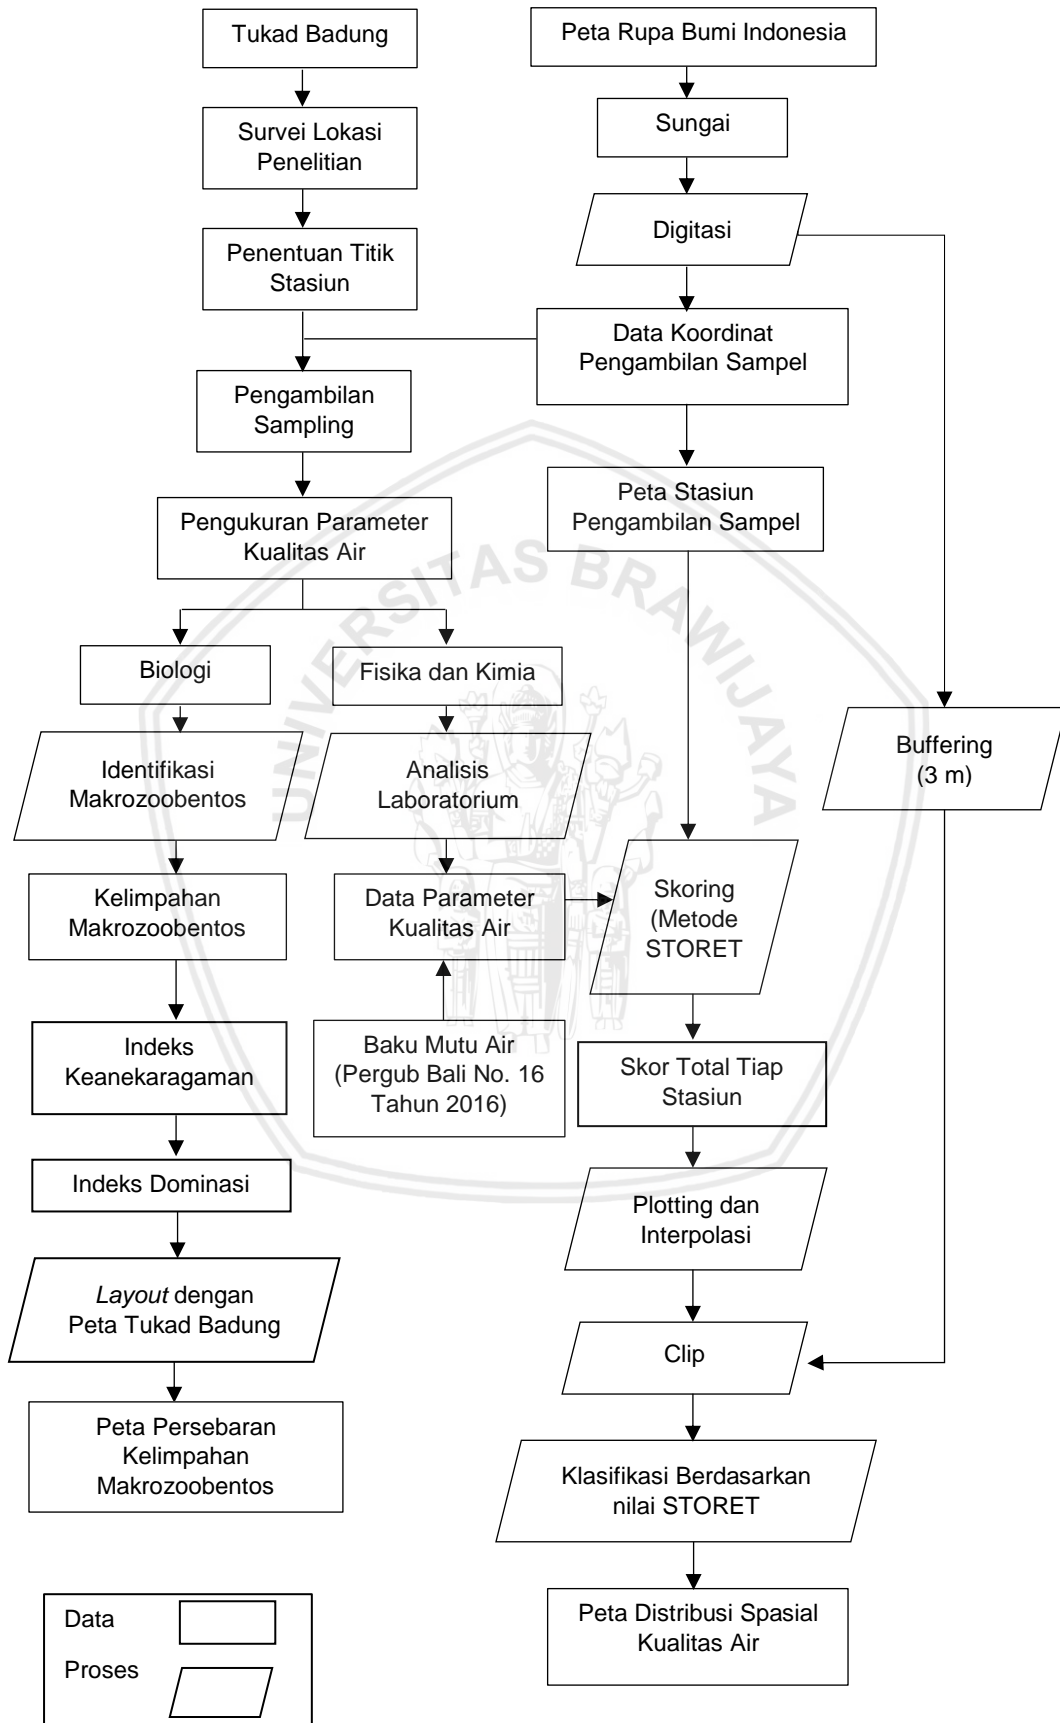 Tukad Badung
Peta Rupa Bumi Indonesia
Survei Lokasi
Penelitian
Sungai
Penentuan Titik
Stasiun
Digitasi
Data Koordinat
Pengambilan Sampel
Pengambilan
Sampling
Peta Stasiun
Pengambilan Sampel
Pengukuran Parameter
Kualitas Air
UNIVERSITAS BRAWIJAYA
Biologi
Fisika dan Kimia
Identifikasi
Makrozoobentos
Analisis
Laboratorium
Buffering
(3 m)
Kelimpahan
Makrozoobentos
Data Parameter
Kualitas Air
Skoring
(Metode
STORET
Indeks
Keanekaragaman
Baku Mutu Air
(Pergub Bali No. 16
Tahun 2016)
Skor Total Tiap
Stasiun
Indeks Dominasi
Plotting dan
Interpolasi
Layout dengan
Peta Tukad Badung
Clip
Peta Persebaran
Kelimpahan
Makrozoobentos
Klasifikasi Berdasarkan
nilai STORET
Peta Distribusi Spasial
Kualitas Air
Data
Proses